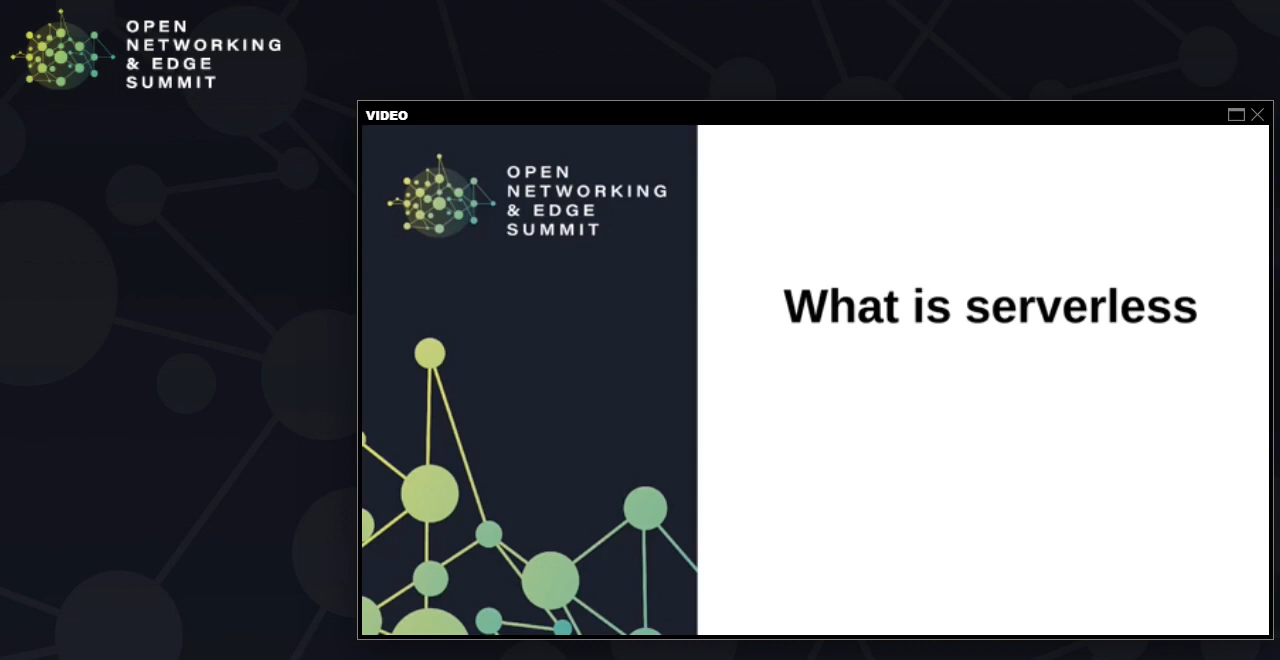 OPEN
NETWORKING
& EDGE
SUMMIT
VIDEO
OPEN
NETWORKING
& EDGE
SUMMIT
What is serverless